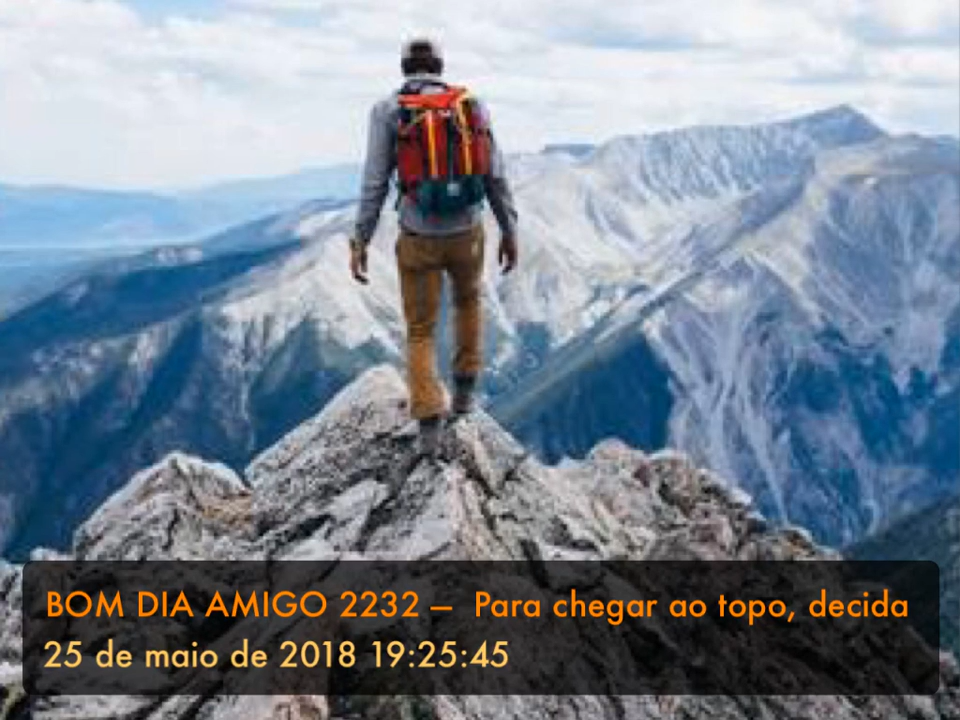 BOM DIA AMIGO 2232 – Para chegar ao topo, decida
25 de maio de 2018 19:25:45